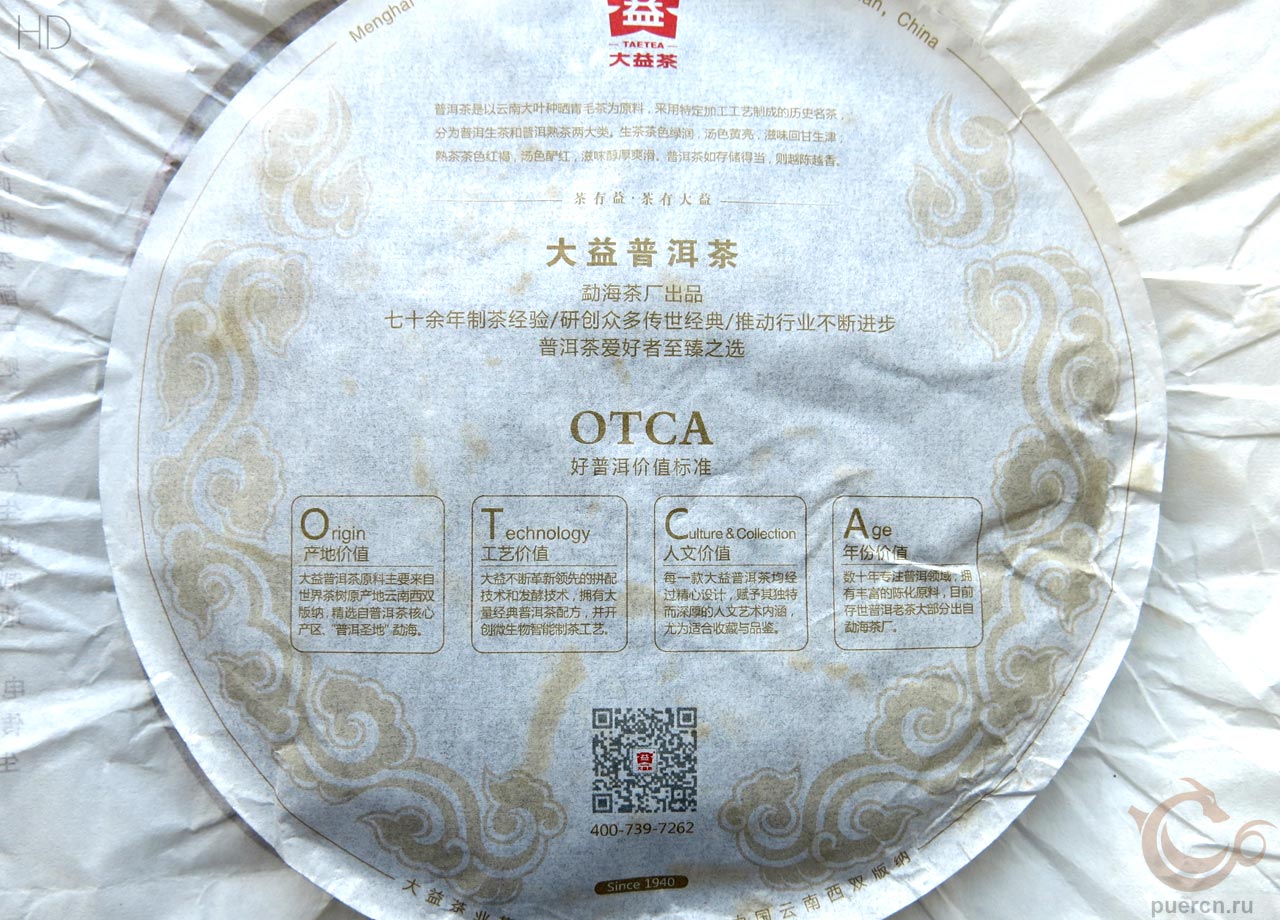 HD
Menghai
an, China
益
TAETEA
大益茶
普洱茶是以云南大叶种晒青毛茶为原料，采用特定加工工艺制成的历史名茶，
分为普洱生茶和普洱熟茶两大类。生茶茶色绿润，汤色黄亮，滋味回甘生津；
熟茶茶色红褐，汤色酽红，滋味醇厚爽滑。普洱茶如存储得当，则越陈越香。
茶有益·茶有大益
大益普洱茶
勐海茶厂出品
七十余年制茶经验/研创众多传世经典/推动行业不断进步
普洱茶爱好者至臻之选
OTCA
好普洱价值标准
Origin
产地价值
大益普洱茶原料主要来自
世界茶树原产地云南西双
版纳，精选自普洱茶核心
产区、“普洱圣地”勐海。
Technology
工艺价值
大益不断革新领先的拼配
技术和发酵技术，拥有大
量经典普洱茶配方，并开
创微生物智能制茶工艺。
Culture & Collection
人文价值
每一款大益普洱茶均经
过精心设计，赋予其独特
而深厚的人文艺术内涵，
尤为适合收藏与品鉴。
Age
年份价值
数十年专注普洱领域，拥
有丰富的陈化原料，目前
存世普洱老茶大部分出自
勐海茶厂。
400-739-7262
Since 1940
大益茶业
中国云南西双版纳
puercn.ru